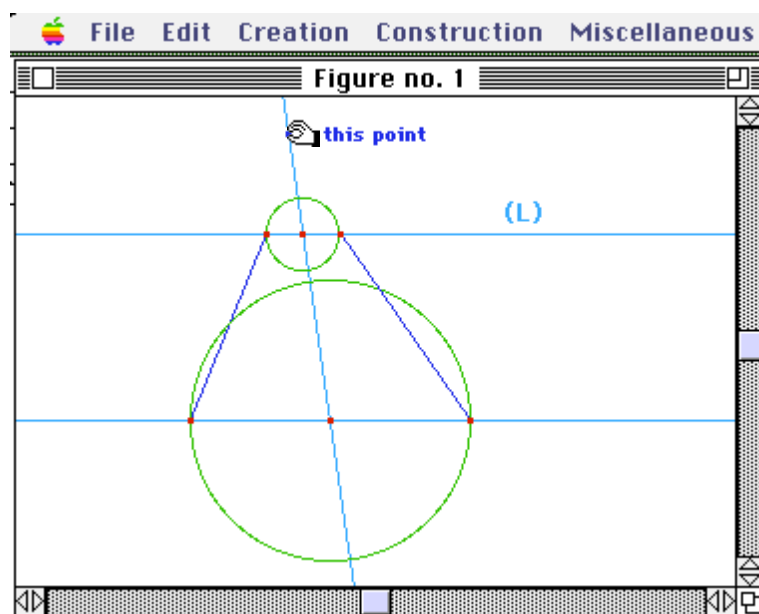 File Edit Creation Construction Miscellaneous
Figure no. 1
this point
(L)